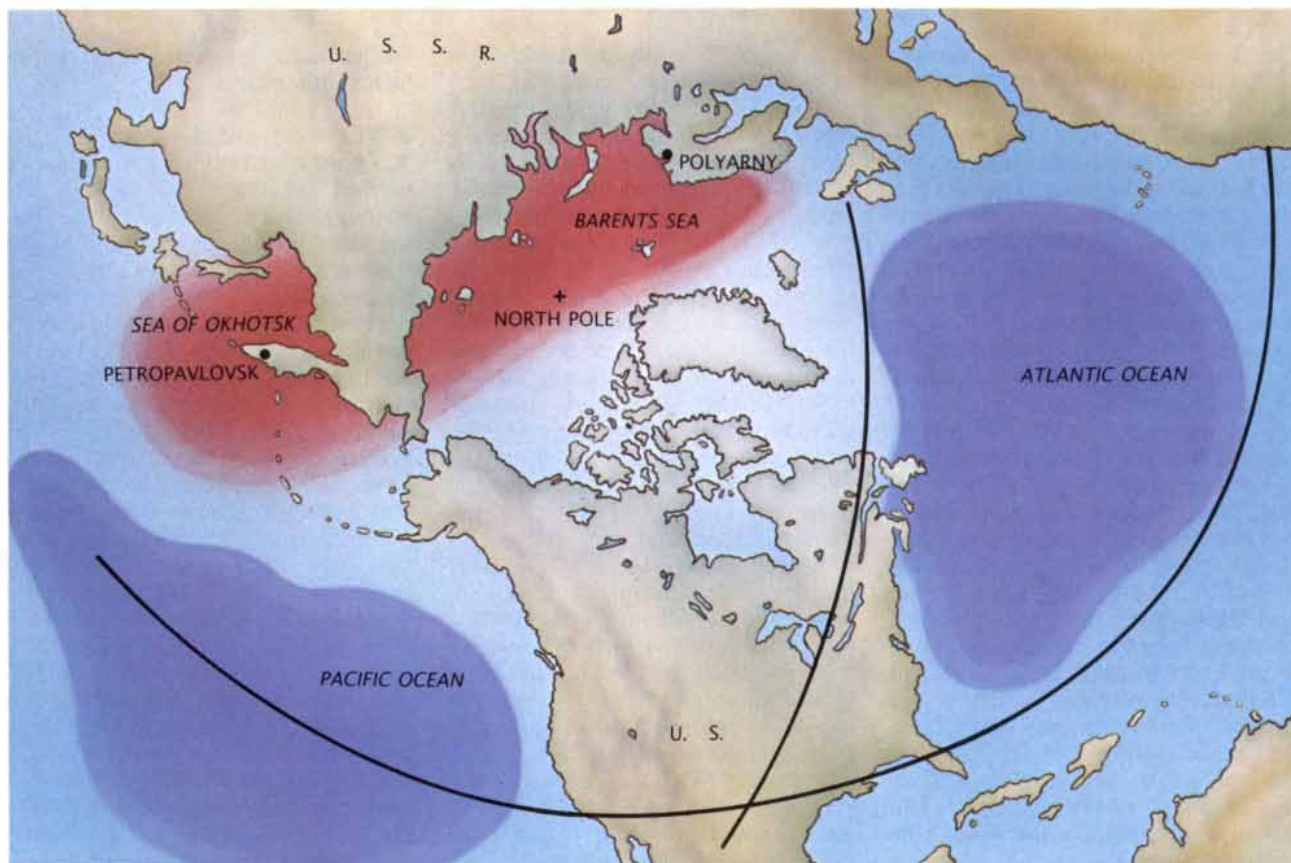 U. S. S. R.
POLYARNY
BARENTS SEA
NORTH POLE
SEA OF OKHOTSK
PETROPAVLOVSK
ATLANTIC OCEAN
PACIFIC OCEAN
U. S.